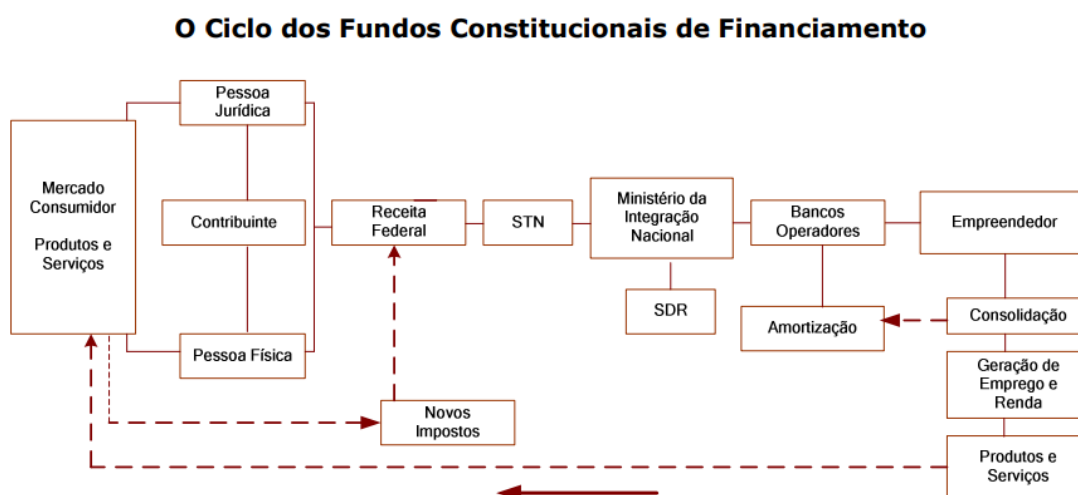 O Ciclo dos Fundos Constitucionais de Financiamento
Pessoa
Jurídica
Mercado
Consumidor
Produtos e
Serviços
Contribuinte
Pessoa Física
Receita
Federal
STN
Ministério da
Integração
Nacional
SDR
Bancos
Operadores
Amortização
Empreendedor
Consolidação
Geração de
Emprego e
Renda
Produtos e
Serviços
Novos
Impostos